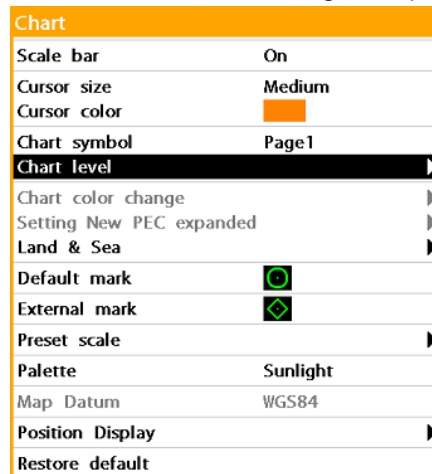 Chart
Scale bar On
Cursor size Medium
Cursor color
Chart symbol Page1
Chart level
Chart color change
Setting New PEC expanded
Land & Sea
Default mark
External mark
Preset scale
Palette Sunlight
Map Datum WGS84
Position Display
Restore default